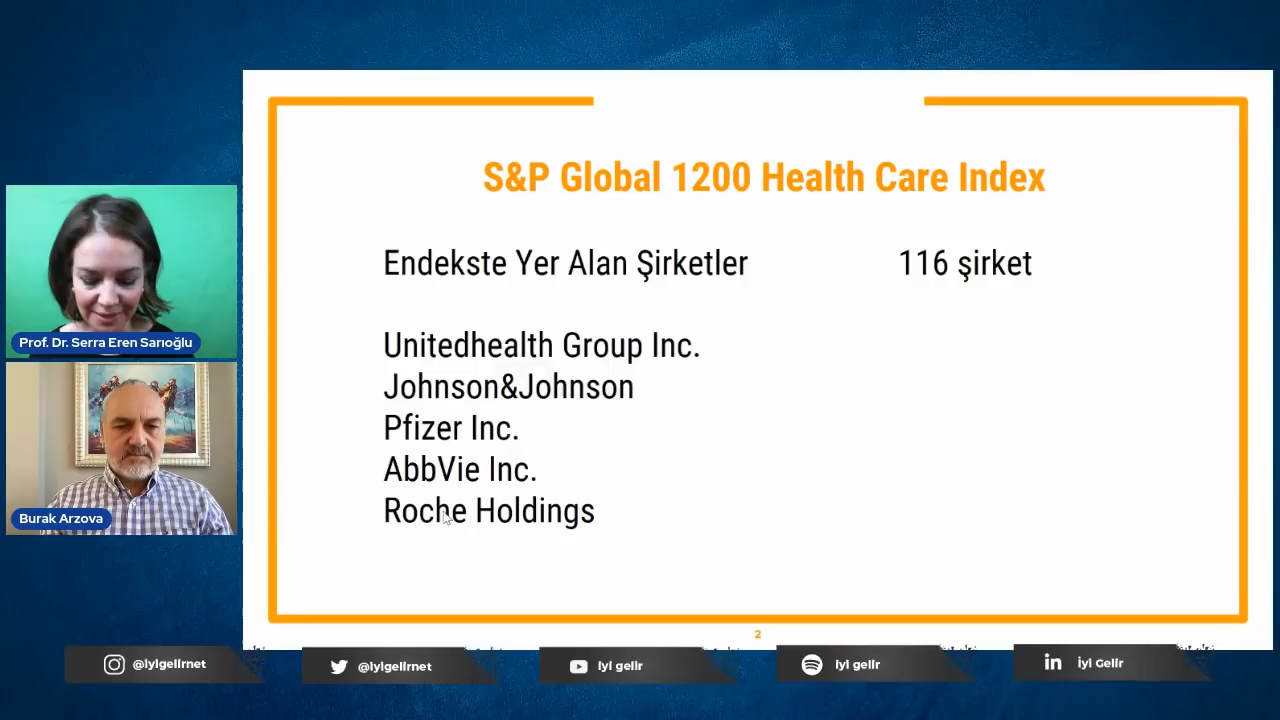 S&P Global 1200 Health Care Index
Endekste Yer Alan Şirketler 116 şirket
Unitedhealth Group Inc.
Johnson&Johnson
Pfizer Inc.
AbbVie Inc.
Roche Holdings
2
Prof. Dr. Serra Eren Sarıoğlu
Burak Arzova
@iyigelirnet
@iyigelirnet
iyi gelir
iyi gelir
İyi Gelir